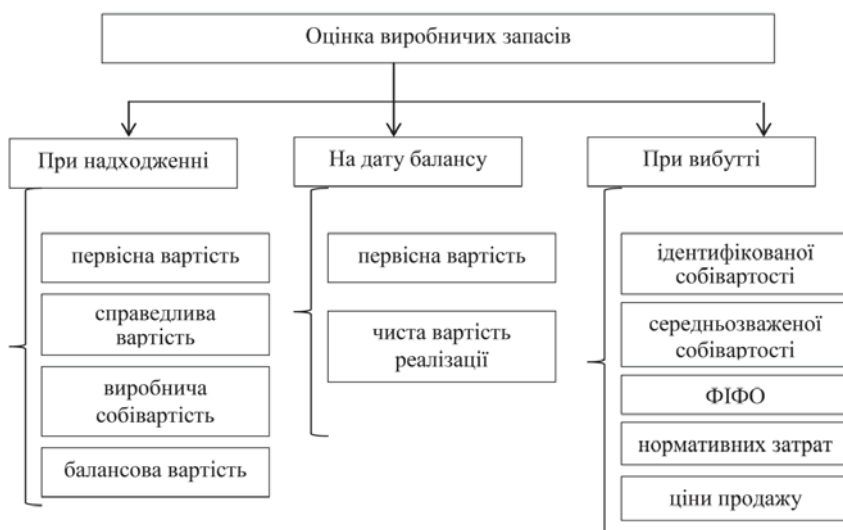 Оцінка виробничих запасів
При надходженні
На дату балансу
При вибутті
первісна вартість
справедлива
вартість
виробнича
собівартість
балансова вартість
первісна вартість
чиста вартість
реалізації
ідентифікованої
собівартості
середньозваженої
собівартості
ФІФО
нормативних затрат
ціни продажу